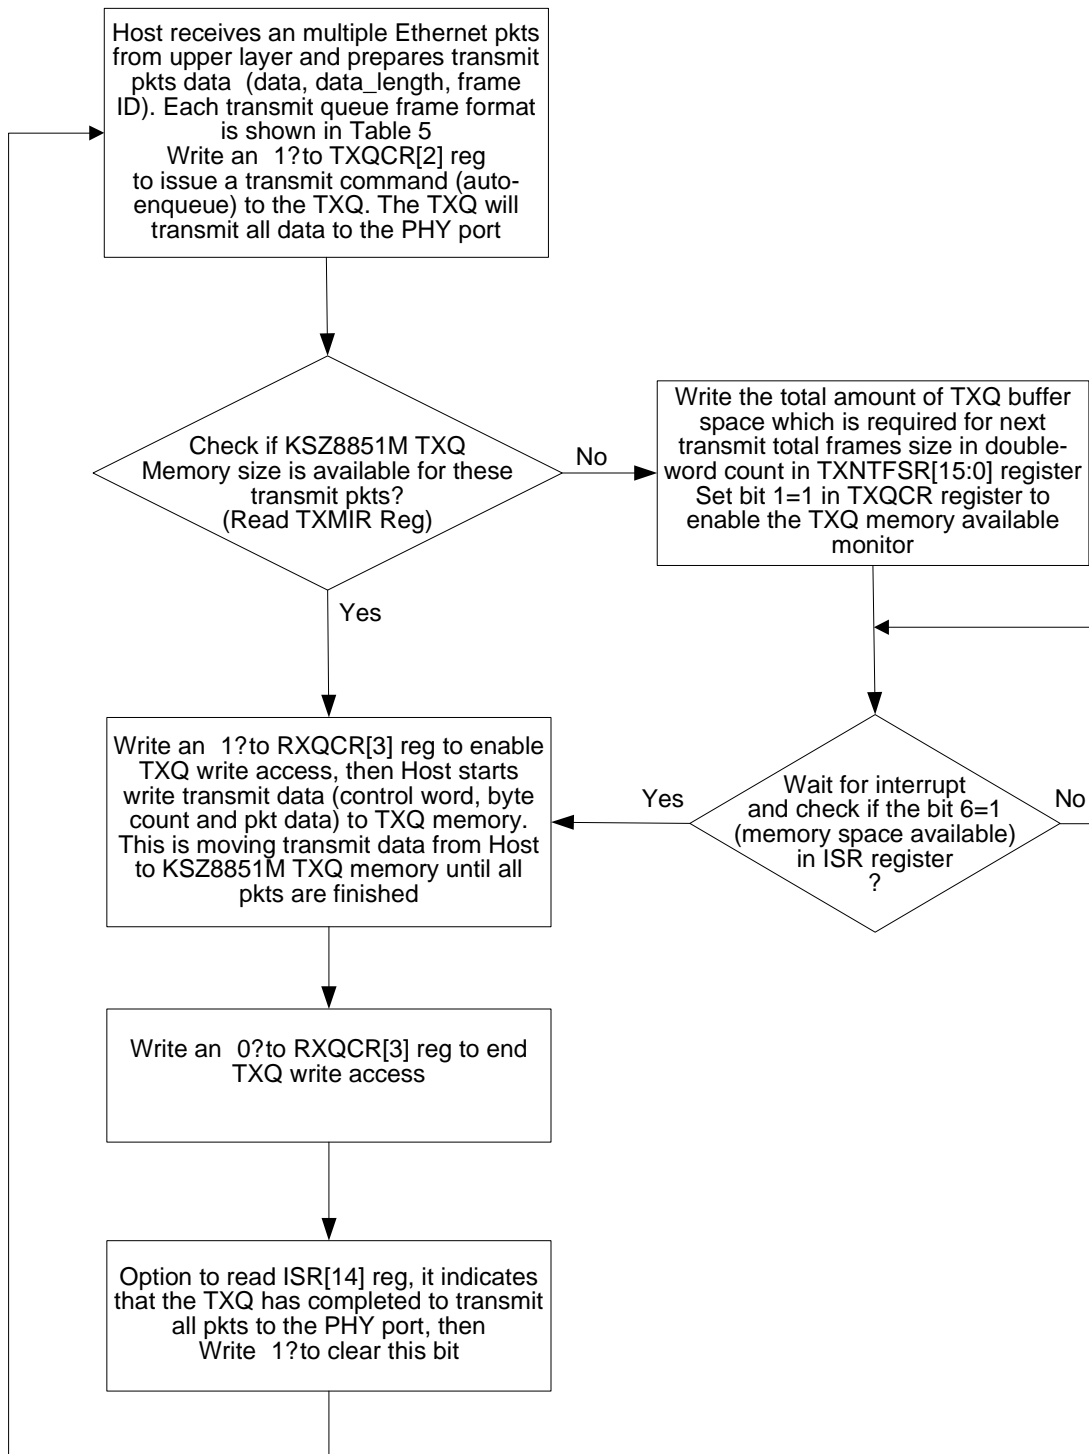 Host receives an multiple Ethernet pkts
from upper layer and prepares transmit
pkts data (data, data_length, frame
ID). Each transmit queue frame format
is shown in Table 5
Write an 1?to TXQCR[2] reg
to issue a transmit command (auto-
enqueue) to the TXQ. The TXQ will
transmit all data to the PHY port
Check if KSZ8851M TXQ
Memory size is available for these
transmit pkts?
(Read TXMIR Reg)
No
Write the total amount of TXQ buffer
space which is required for next
transmit total frames size in double-
word count in TXNTFSR[15:0] register
Set bit 1=1 in TXQCR register to
enable the TXQ memory available
monitor
Yes
Write an 1?to RXQCR[3] reg to enable
TXQ write access, then Host starts
write transmit data (control word, byte
count and pkt data) to TXQ memory.
This is moving transmit data from Host
to KSZ8851M TXQ memory until all
pkts are finished
Yes
Wait for interrupt
and check if the bit 6=1
(memory space available)
in ISR register
?
No
Write an 0?to RXQCR[3] reg to end
TXQ write access
Option to read ISR[14] reg, it indicates
that the TXQ has completed to transmit
all pkts to the PHY port, then
Write 1?to clear this bit